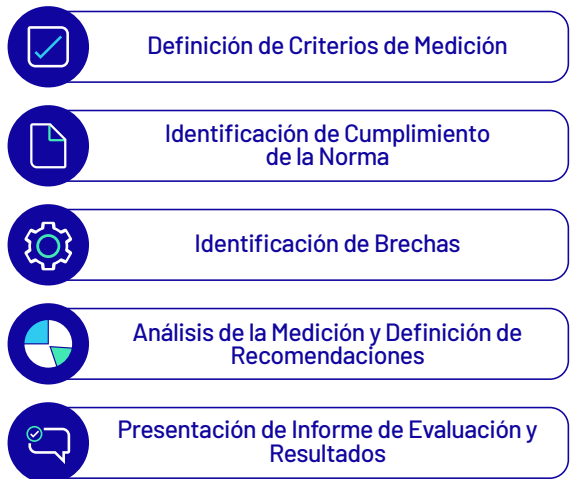 Definición de Criterios de Medición
Identificación de Cumplimiento
de la Norma
Identificación de Brechas
Análisis de la Medición y Definición de
Recomendaciones
Presentación de Informe de Evaluación y
Resultados